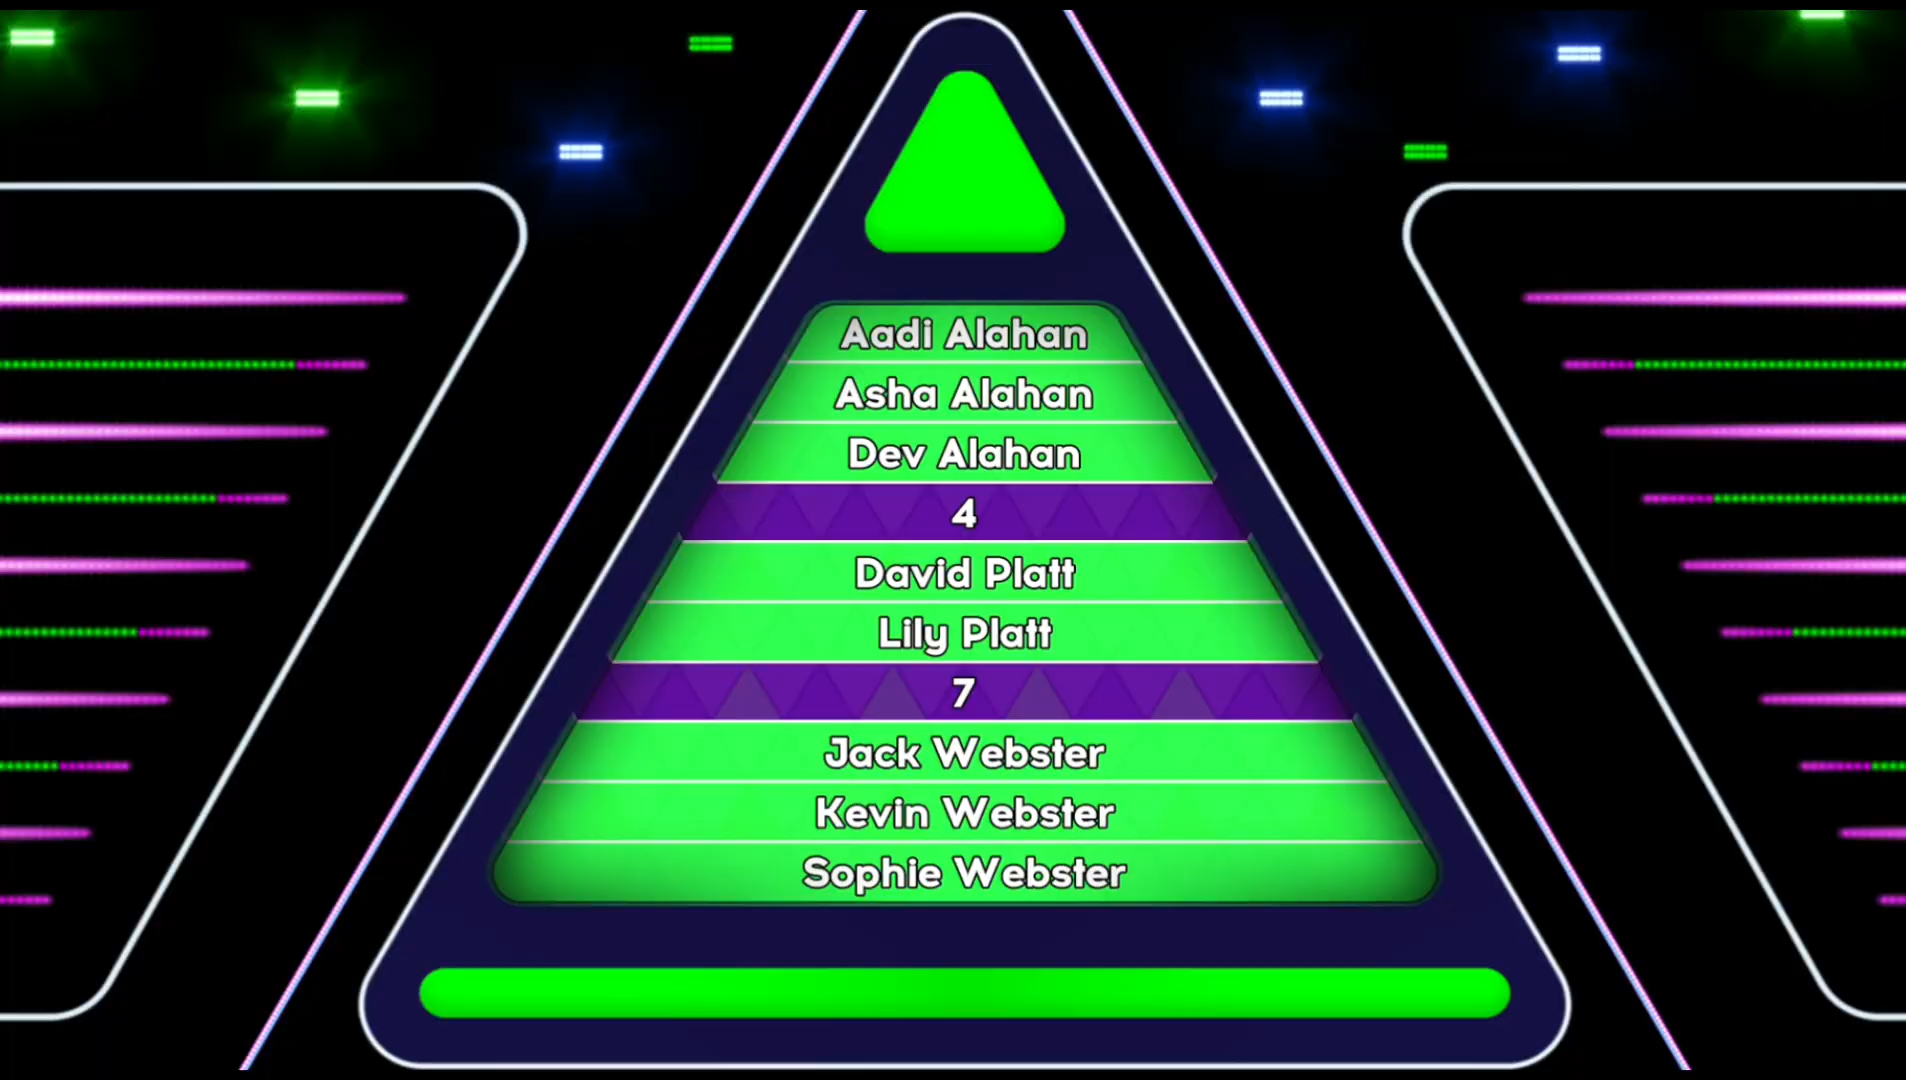 Aadi Alahan
Asha Alahan
Dev Alahan
4
David Platt
Lily Platt
7
Jack Webster
Kevin Webster
Sophie Webster